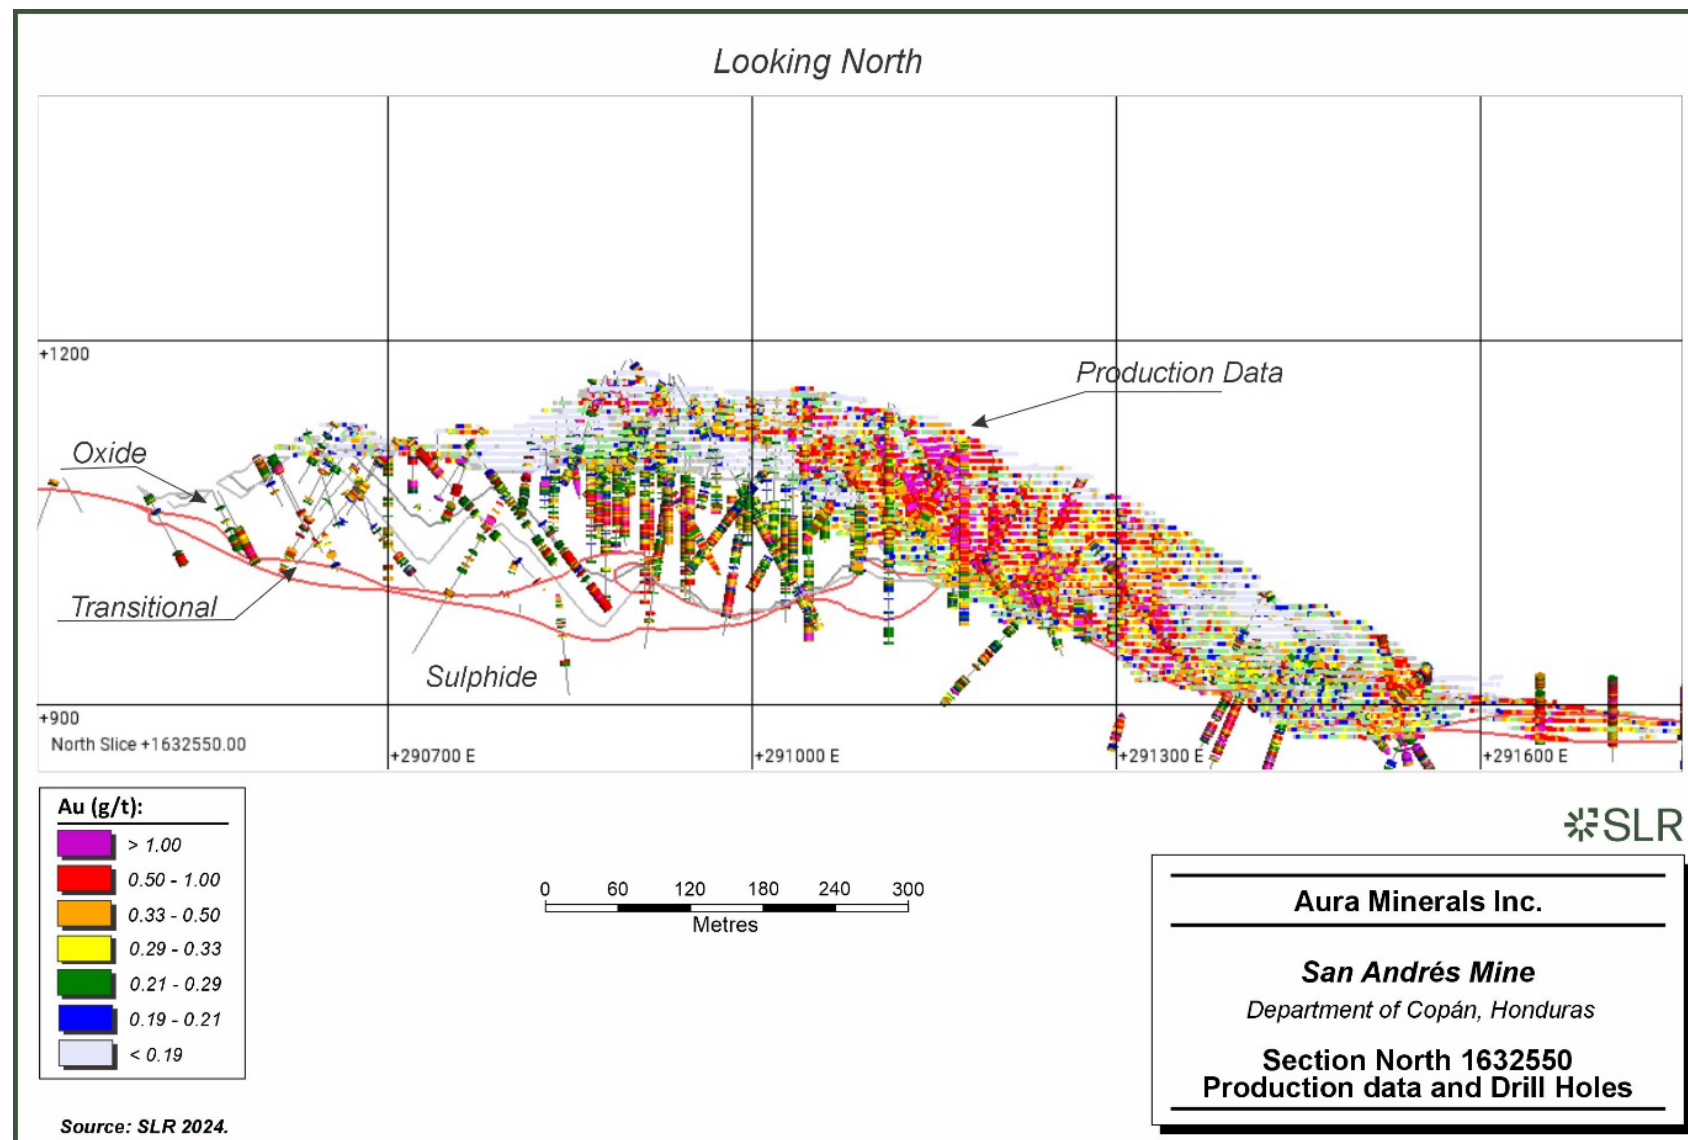 Looking North
+1200
Production Data
Oxide
Transitional
Sulphide
+900
North Slice +1632550.00
+290700 E
+291000 E
+291300 E
+291600 E
Au (g/t):
> 1.00
0.50 - 1.00
0.33 - 0.50
0.29 - 0.33
0.21 - 0.29
0.19 - 0.21
< 0.19
0 60 120 180 240 300
Metres
SLR
Aura Minerals Inc.
San Andrés Mine
Department of Copán, Honduras
Section North 1632550
Production data and Drill Holes
Source: SLR 2024.